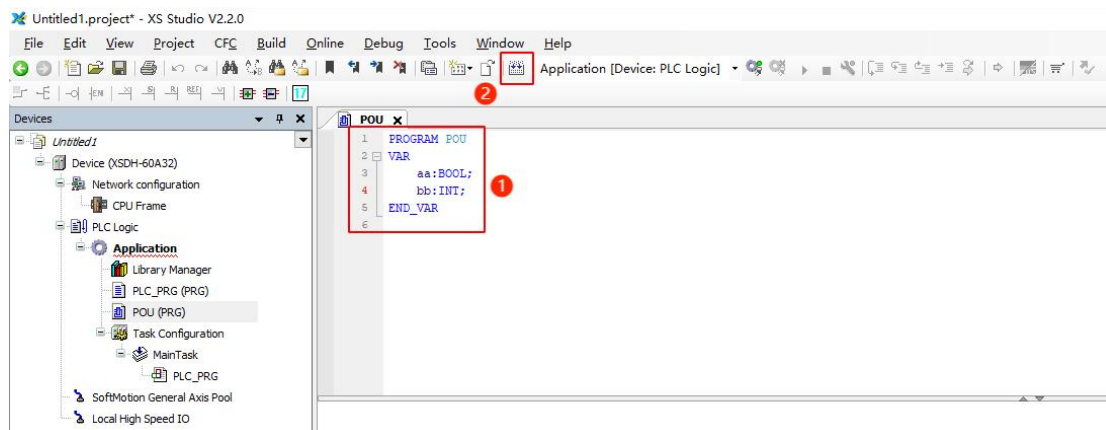 Untitled1.project* - XS Studio V2.2.0
File Edit View Project CFC Build Online Debug Tools Window Help
Application [Device: PLC Logic]
2
EN REF 17
Devices
POU
Untitled1
Device (XSDH-60A32)
Network configuration
CPU Frame
PLC Logic
Application
Library Manager
PLC_PRG (PRG)
POU (PRG)
Task Configuration
MainTask
PLC_PRG
SoftMotion General Axis Pool
Local High Speed IO
1 PROGRAM POU
2 VAR
3 aa:BOOL;
4 bb:INT;
5 END_VAR
6
1